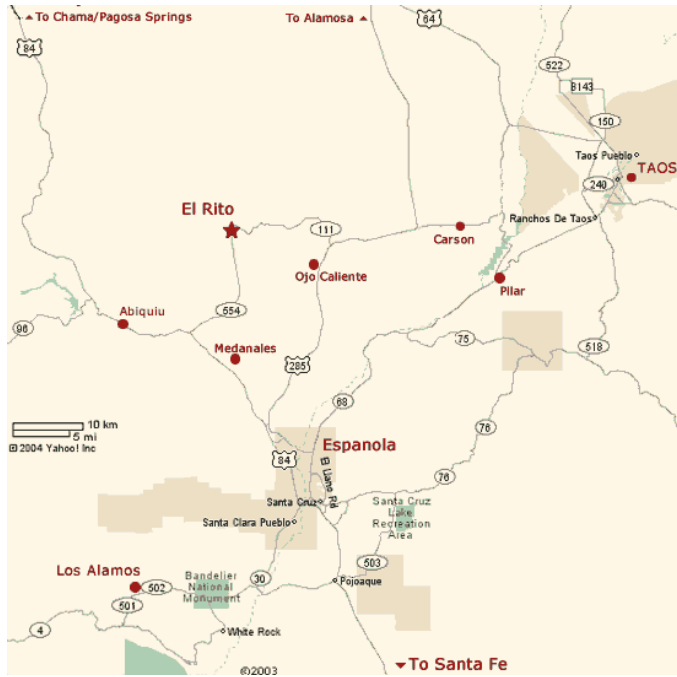 To Chama/Pagosa Springs
To Alamosa
64
84
522
B143
150
Taos Pueblo
TAOS
240
El Rito
Ranchos De Taos
111
Carson
Ojo Caliente
Pilar
Abiquiu
554
96
75
518
Medanales
285
68
10 km
5 mi
© 2004 Yahoo! Inc
76
Espanola
84
El Llano Rd
76
Santa Cruz
Santa Cruz
Lake
Recreation
Area
Santa Clara Pueblo
503
Los Alamos
502
Bandelier
National
Monument
30
Pojoaque
501
4
White Rock
To Santa Fe
©2003